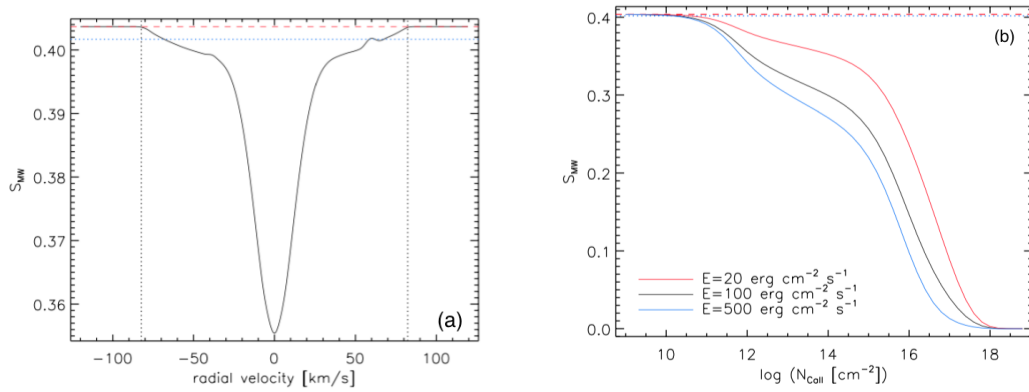 0.40
0.39
0.38
0.37
0.36
S_MW
(a)
−100
−50
0
50
100
radial velocity [km/s]
0.4
0.3
0.2
0.1
0.0
S_MW
(b)
E=20 erg cm⁻² s⁻¹
E=100 erg cm⁻² s⁻¹
E=500 erg cm⁻² s⁻¹
10
12
14
16
18
log (N_CaII [cm⁻²])